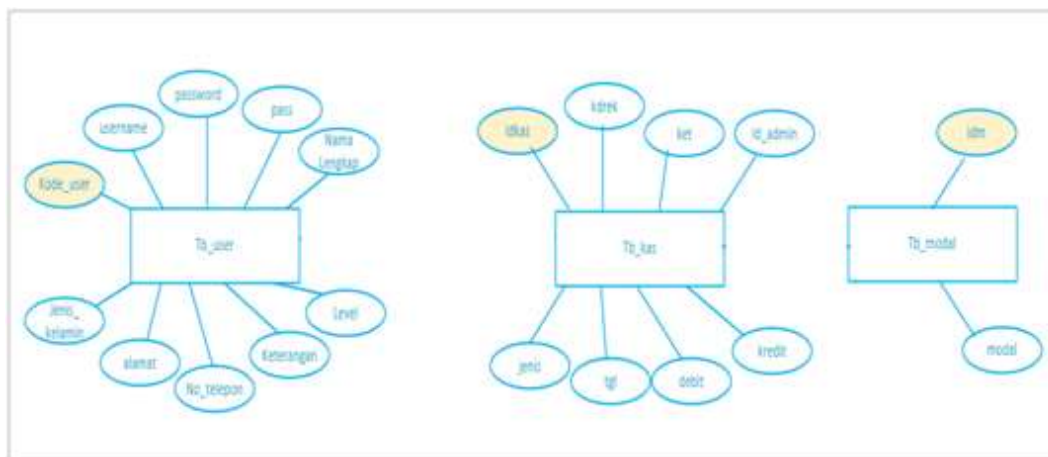 password
username
pass
Nama
Lengkap
Kode_user
Tb_user
Jenis_
kelamin
alamat
No_telepon
Keterangan
Level
idkas
kdrek
ket
id_admin
Tb_kas
jenis
tgl
debit
kredit
idm
Tb_modal
modal